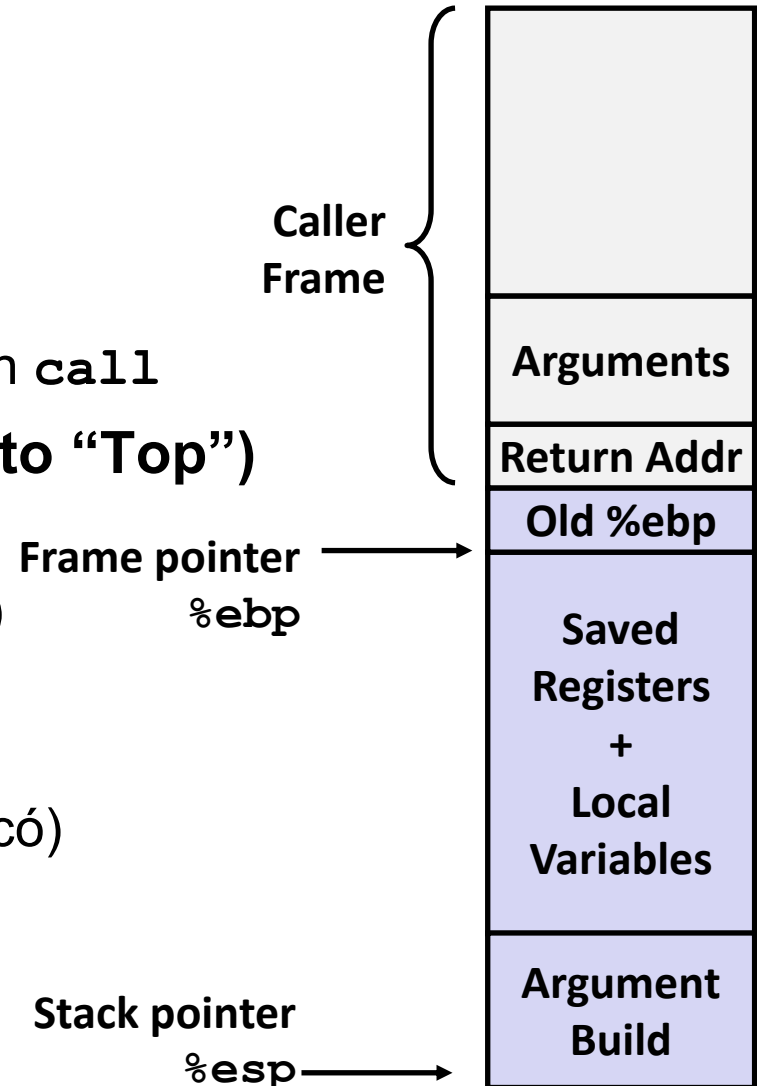 Caller
Frame
n call
Arguments
to “Top”)
Return Addr
Old %ebp
Frame pointer
) %ebp
Saved
Registers
+
Local
Variables
có)
Argument
Build
Stack pointer
%esp